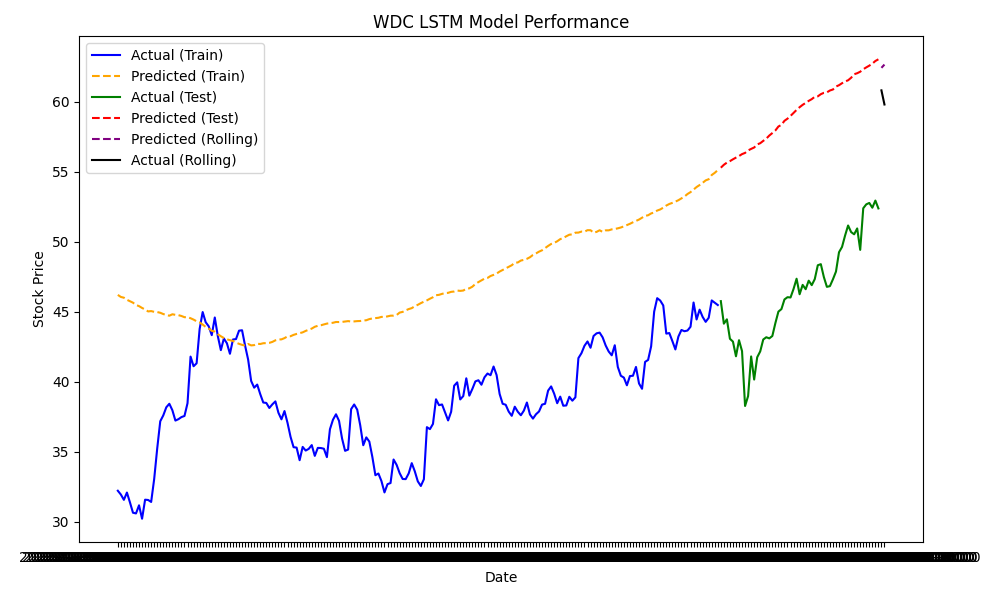 WDC LSTM Model Performance
Actual (Train)
Predicted (Train)
Actual (Test)
Predicted (Test)
Predicted (Rolling)
Actual (Rolling)
60
55
50
45
40
35
30
Stock Price
Date